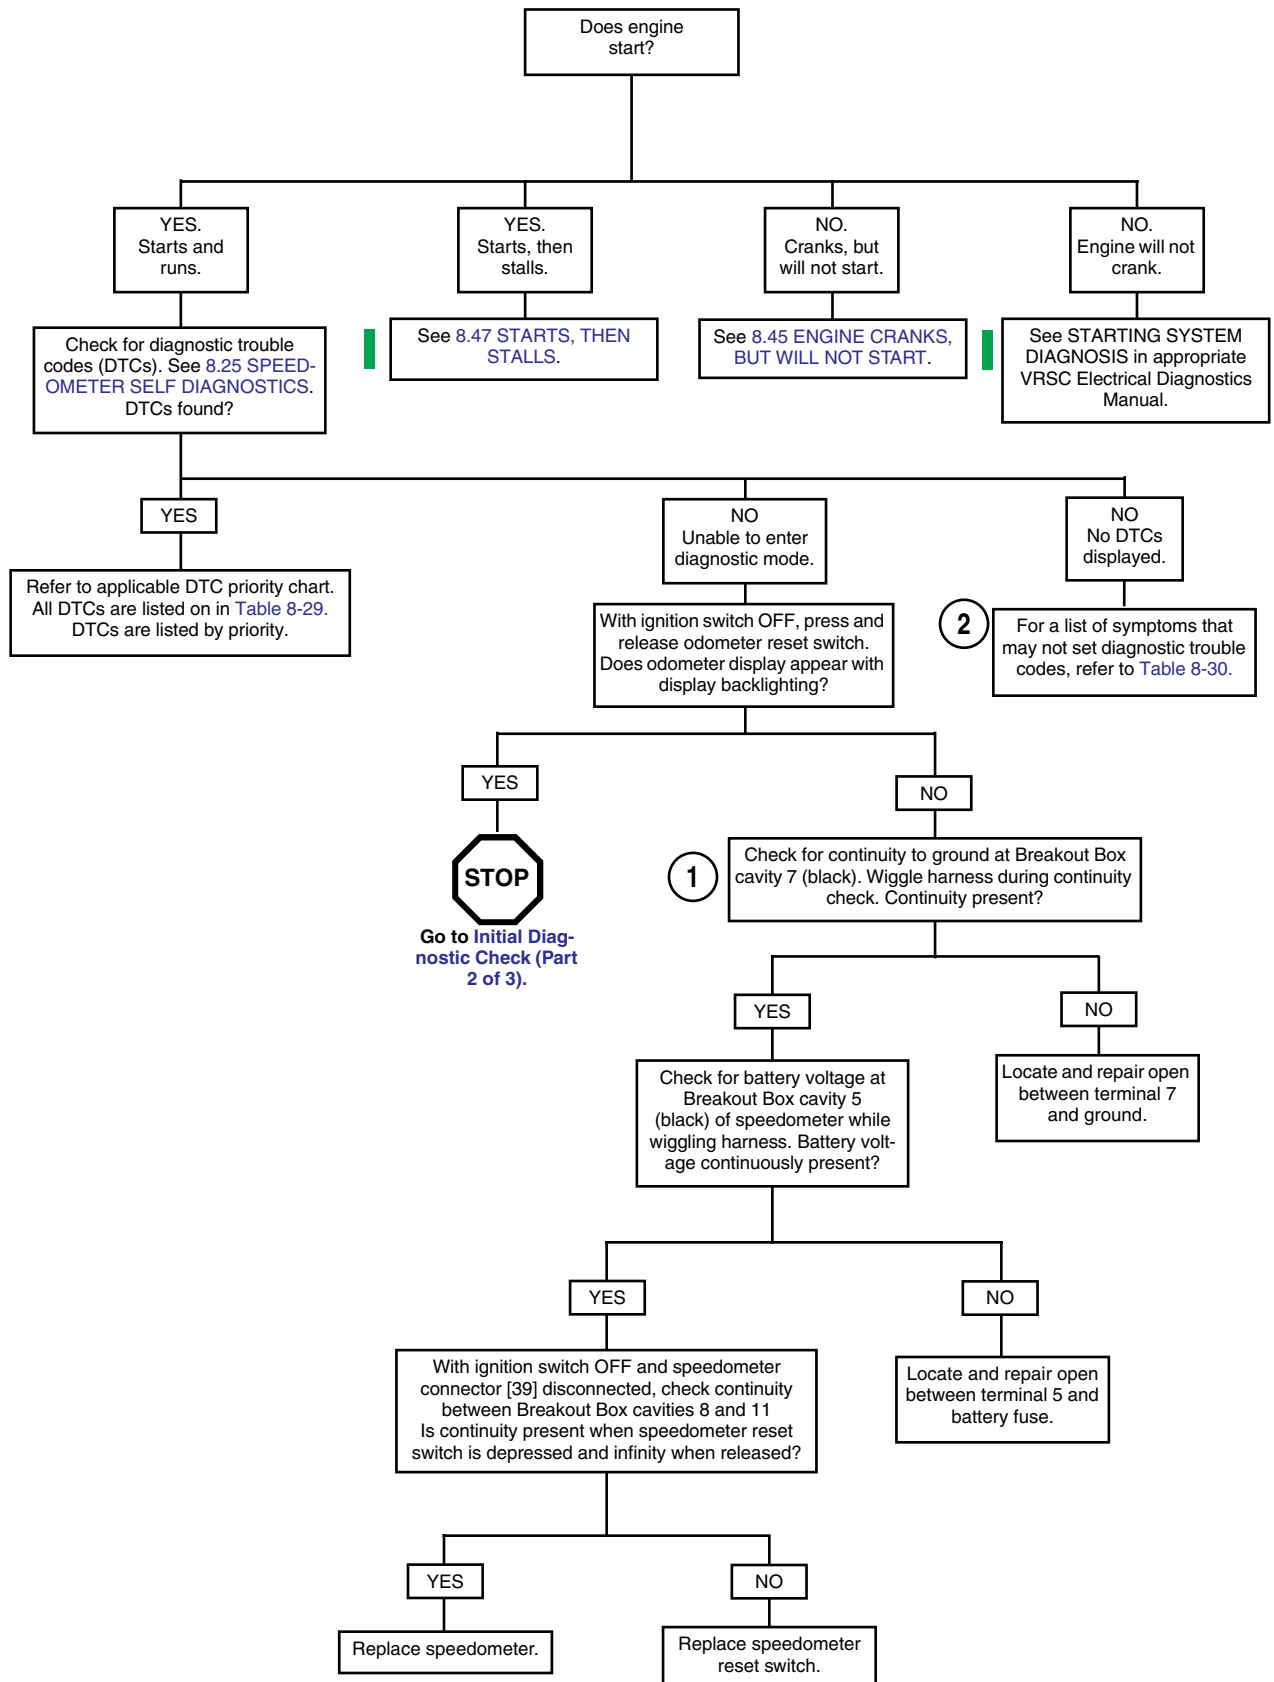 Does engine
start?
YES.
Starts and
runs.
YES.
Starts, then
stalls.
NO.
Cranks, but
will not start.
NO.
Engine will not
crank.
Check for diagnostic trouble
codes (DTCs). See 8.25 SPEED-
OMETER SELF DIAGNOSTICS.
DTCs found?
See 8.47 STARTS, THEN
STALLS.
See 8.45 ENGINE CRANKS,
BUT WILL NOT START.
See STARTING SYSTEM
DIAGNOSIS in appropriate
VRSC Electrical Diagnostics
Manual.
YES
NO
Unable to enter
diagnostic mode.
NO
No DTCs
displayed.
Refer to applicable DTC priority chart.
All DTCs are listed on in Table 8-29.
DTCs are listed by priority.
With ignition switch OFF, press and
release odometer reset switch.
Does odometer display appear with
display backlighting?
2
For a list of symptoms that
may not set diagnostic trouble
codes, refer to Table 8-30.
YES
NO
STOP
Go to Initial Diag-
nostic Check (Part
2 of 3).
1
Check for continuity to ground at Breakout Box
cavity 7 (black). Wiggle harness during continuity
check. Continuity present?
YES
NO
Check for battery voltage at
Breakout Box cavity 5
(black) of speedometer while
wiggling harness. Battery volt-
age continuously present?
Locate and repair open
between terminal 7
and ground.
YES
NO
With ignition switch OFF and speedometer
connector [39] disconnected, check continuity
between Breakout Box cavities 8 and 11
Is continuity present when speedometer reset
switch is depressed and infinity when released?
Locate and repair open
between terminal 5 and
battery fuse.
YES
NO
Replace speedometer.
Replace speedometer
reset switch.